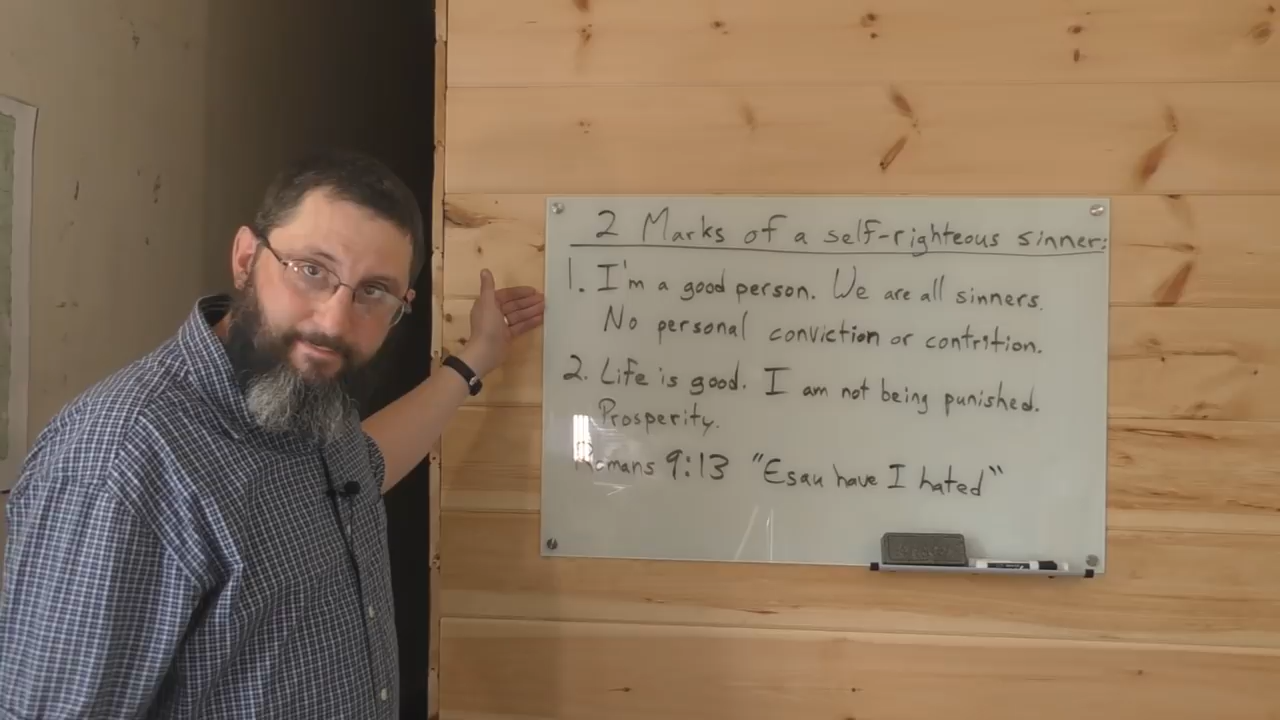 2 Marks of a self-righteous sinner:
1. I'm a good person. We are all sinners.
No personal conviction or contrition.
2. Life is good. I am not being punished.
Prosperity.
Romans 9:13 "Esau have I hated"